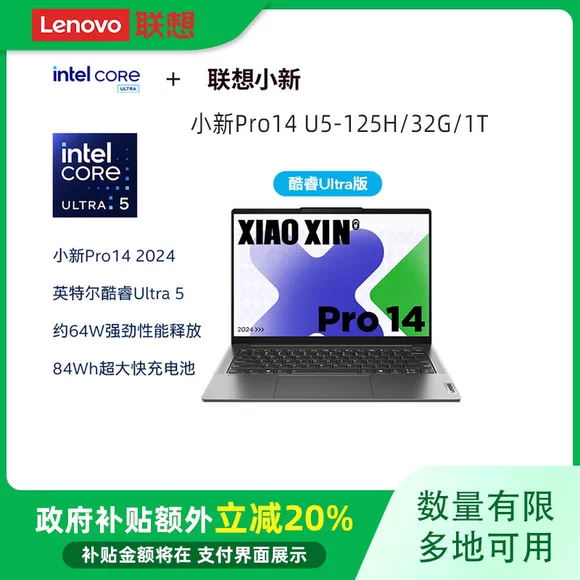 Lenovo 联想
intel CORE ULTRA + 联想小新
小新Pro14 U5-125H/32G/1T
intel CORE ULTRA 5
酷睿Ultra版
XIAO XIN
2024>>>
Pro 14
Lenovo
小新Pro14 2024
英特尔酷睿Ultra 5
约64W强劲性能释放
84Wh超大快充电池
政府补贴额外立减20%
补贴金额将在 支付界面展示
数量有限
多地可用